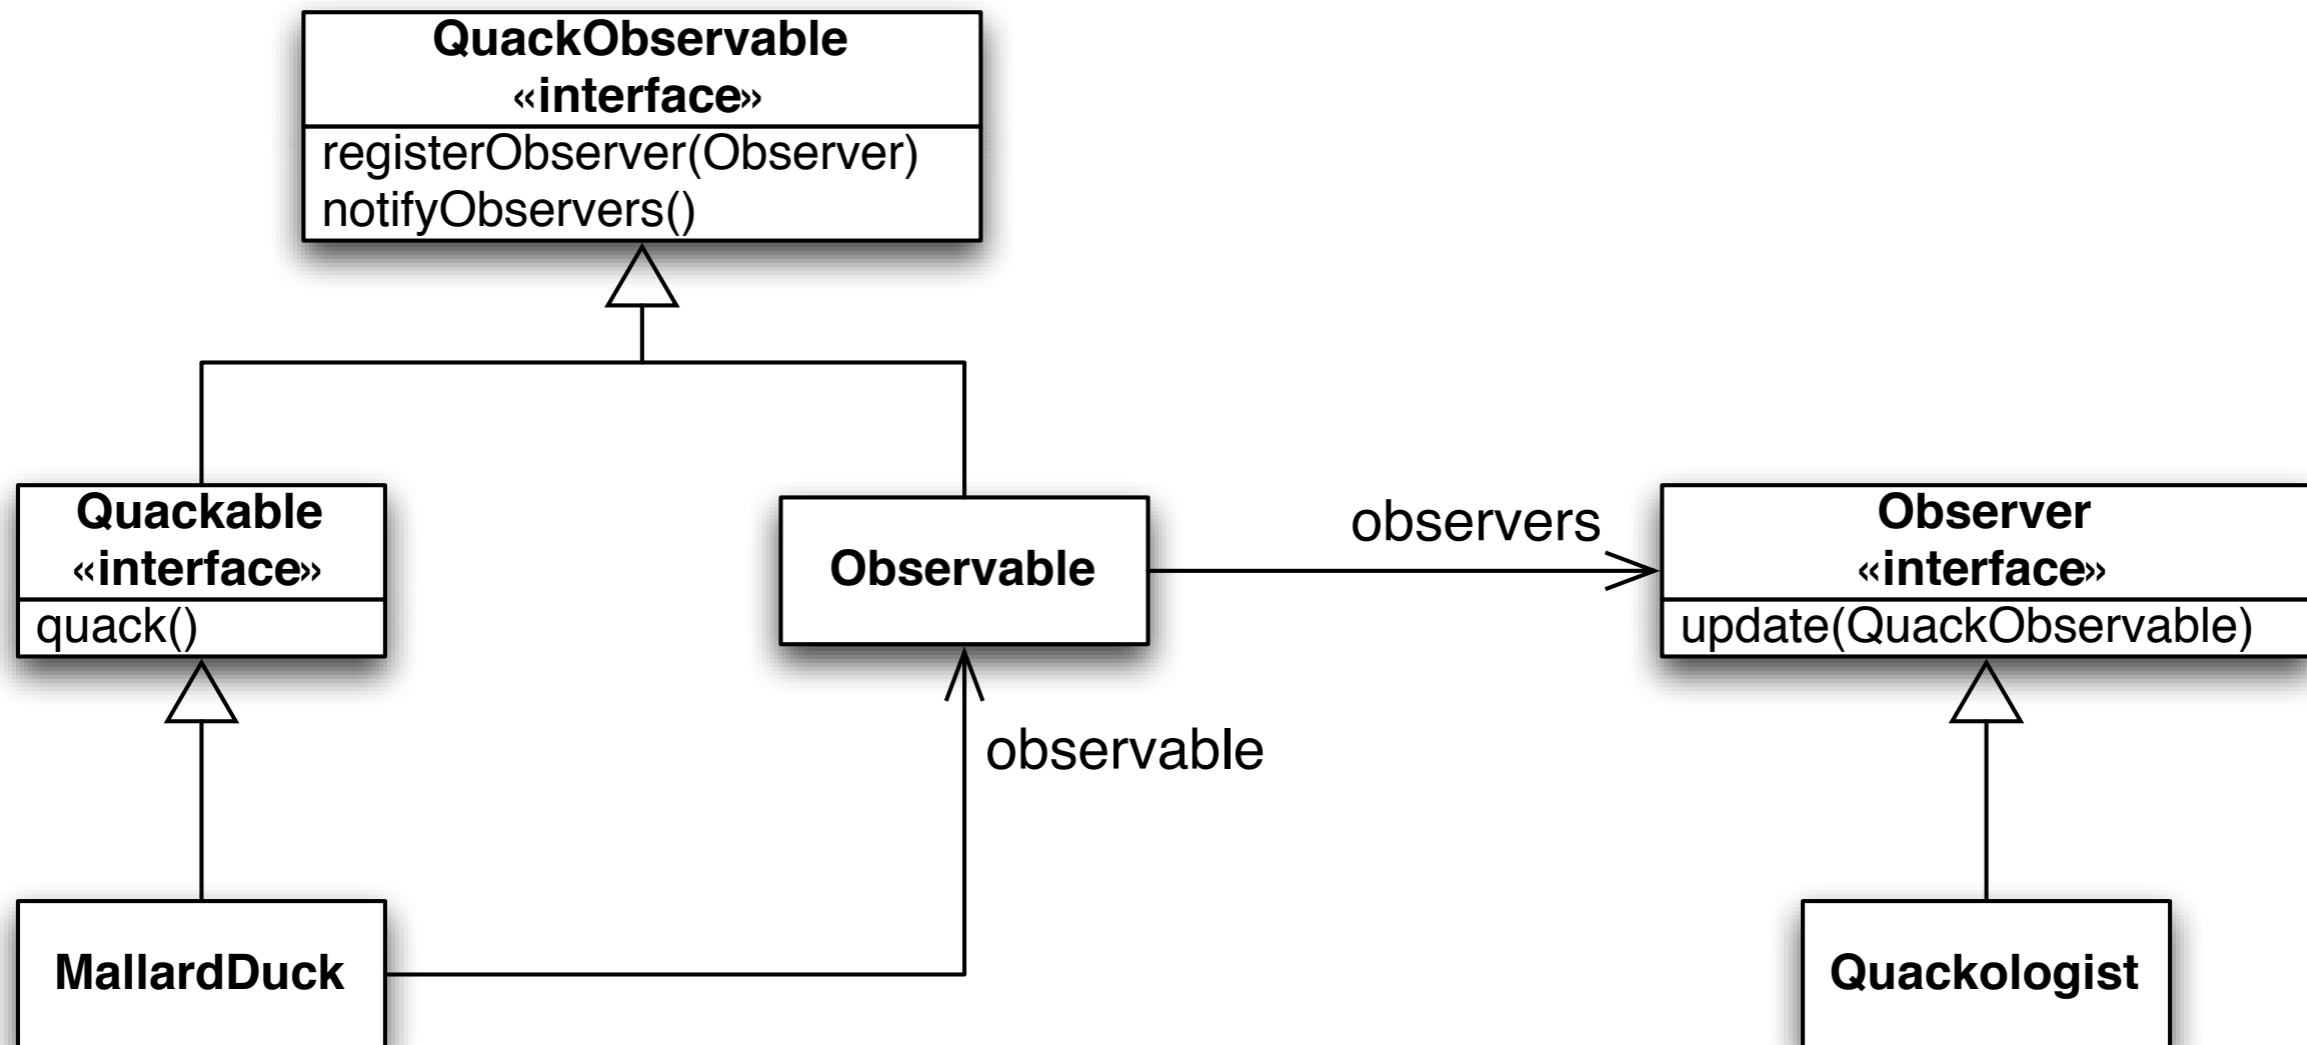 QuackObservable
«interface»
registerObserver(Observer)
notifyObservers()
Quackable
«interface»
quack()
Observable
observers
Observer
«interface»
update(QuackObservable)
observable
MallardDuck
Quackologist